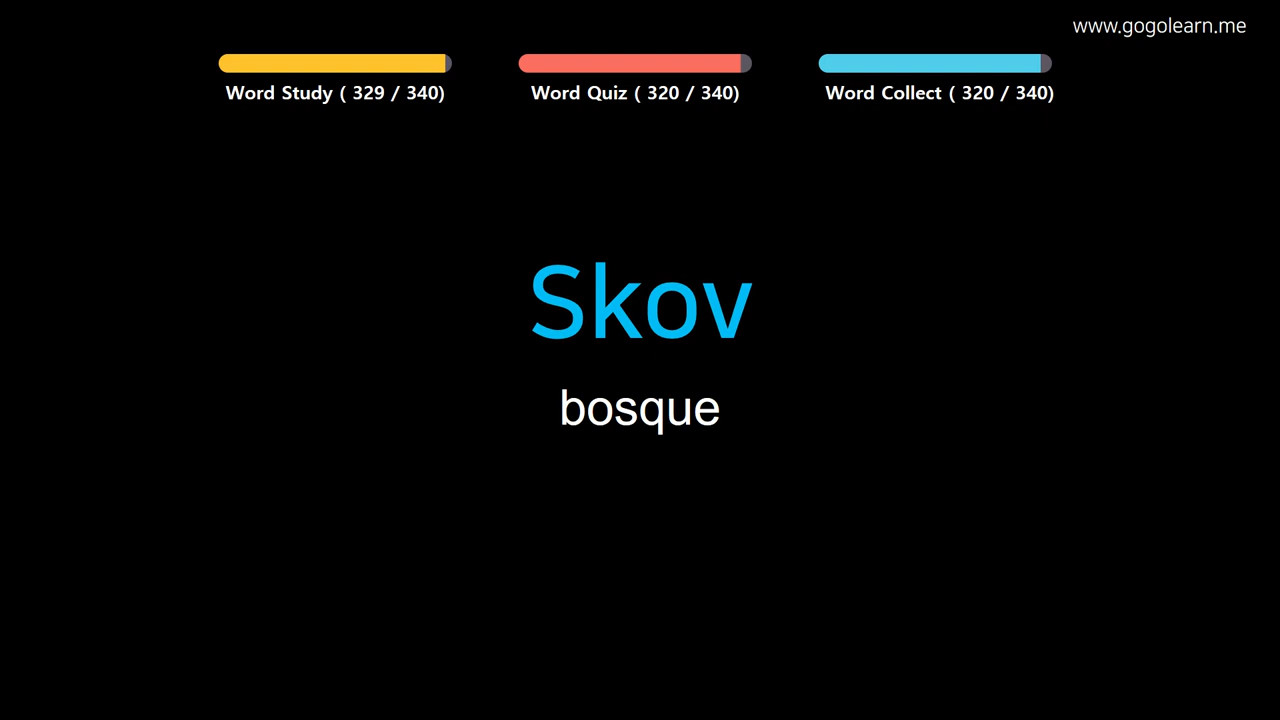 www.gogolearn.me
Word Study ( 329 / 340)
Word Quiz ( 320 / 340)
Word Collect ( 320 / 340)
Skov
bosque